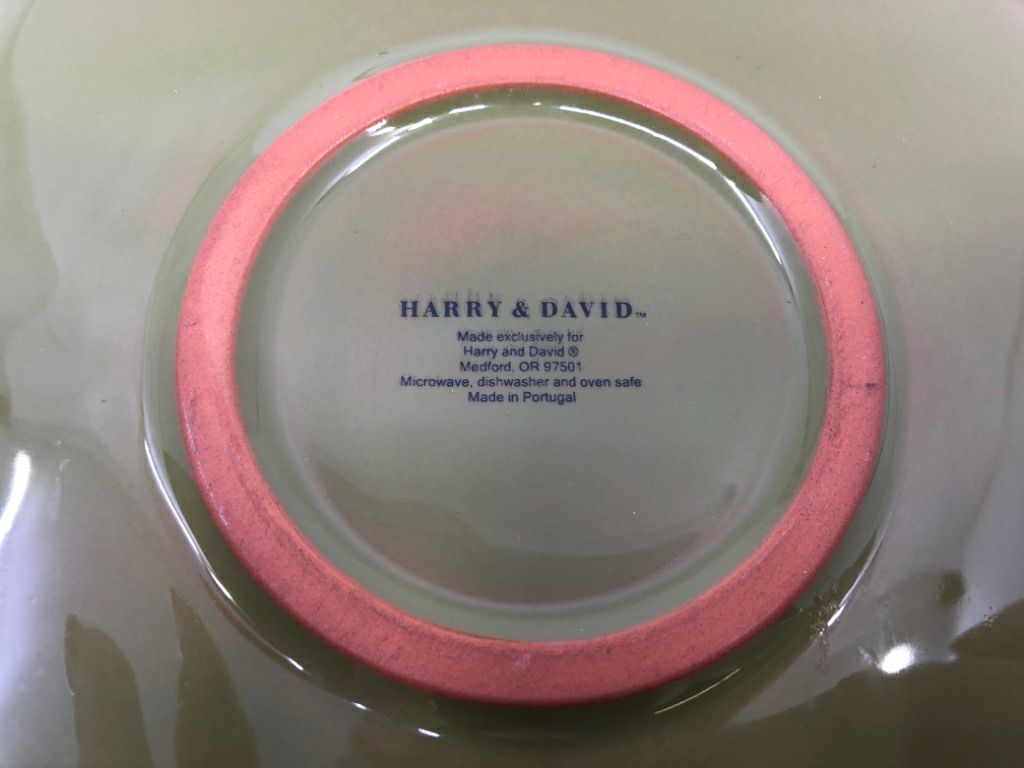 HARRY & DAVID™
Made exclusively for
Harry and David ®
Medford, OR 97501
Microwave, dishwasher and oven safe
Made in Portugal